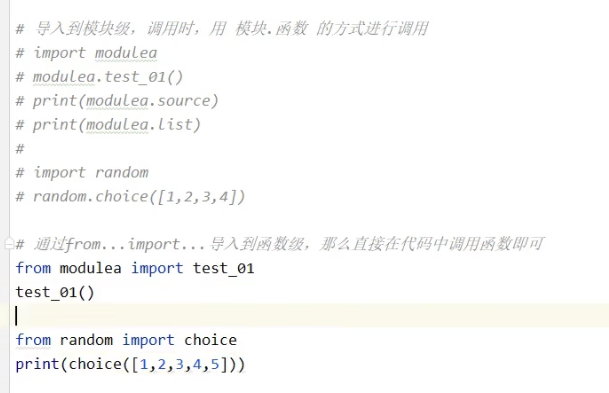 # 导入到模块级，调用时，用 模块.函数 的方式进行调用
# import modulea
# modulea.test_01()
# print(modulea.source)
# print(modulea.list)
#
# import random
# random.choice([1,2,3,4])
# 通过from...import...导入到函数级，那么直接在代码中调用函数即可
from modulea import test_01
test_01()
from random import choice
print(choice([1,2,3,4,5]))